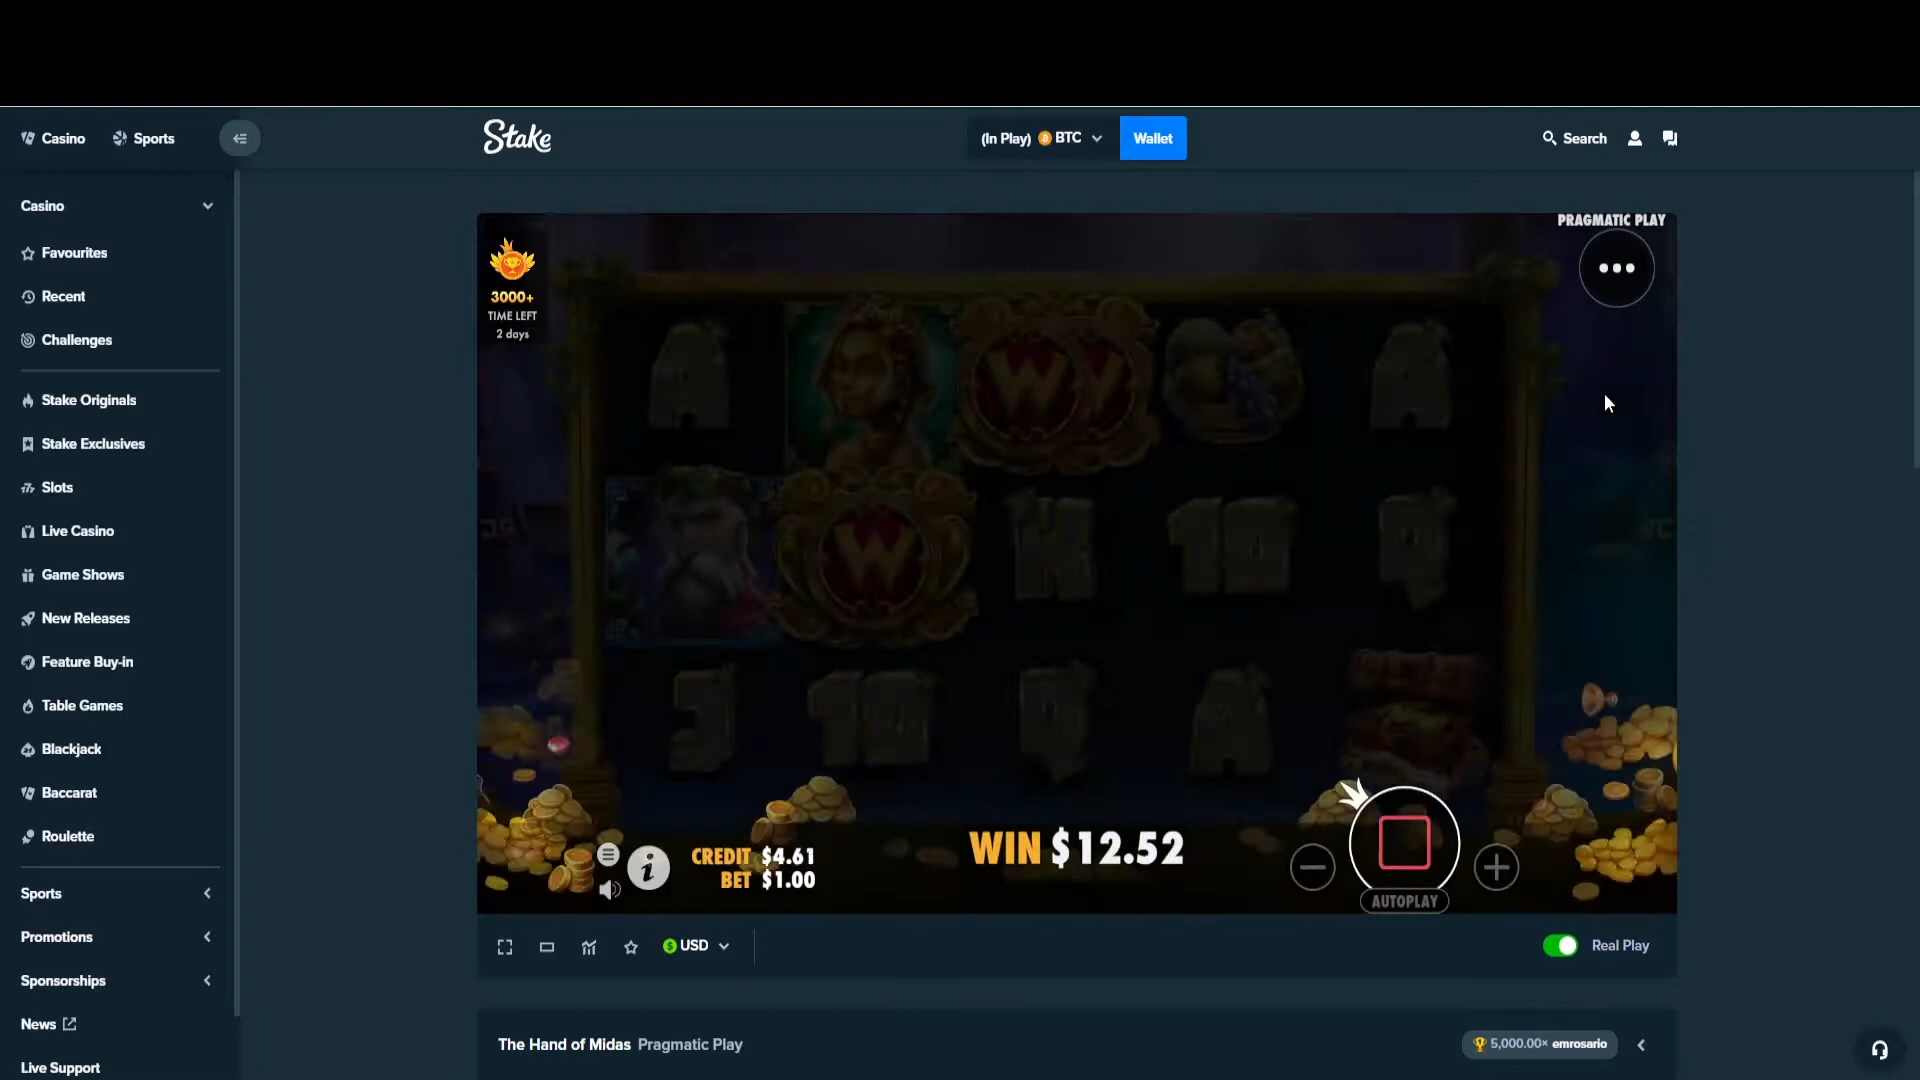 Casino
Sports
Stake
(In Play) BTC
Wallet
Search
Casino
Favourites
Recent
Challenges
Stake Originals
Stake Exclusives
Slots
Live Casino
Game Shows
New Releases
Feature Buy-in
Table Games
Blackjack
Baccarat
Roulette
Sports
Promotions
Sponsorships
News
Live Support
PRAGMATIC PLAY
3000+
TIME LEFT
2 days
A W W A
W K 10 Q
J 10 Q A
CREDIT $4.61
BET $1.00
WIN $12.52
AUTOPLAY
USD
Real Play
The Hand of Midas Pragmatic Play
5,000.00× emrosario